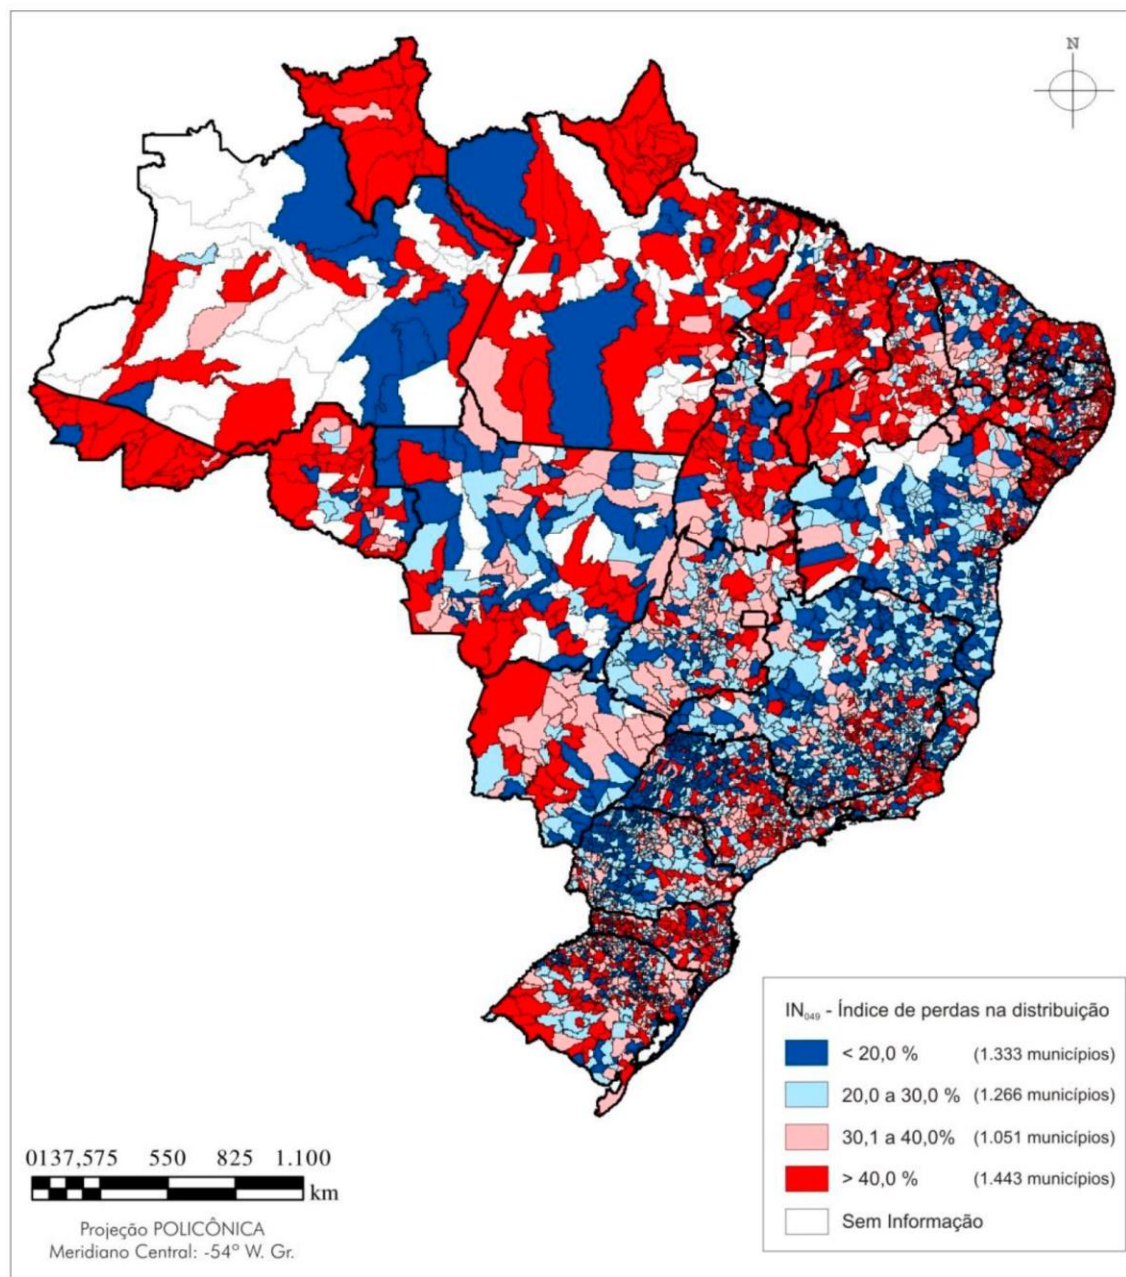 N
IN049 - Índice de perdas na distribuição
< 20,0 % (1.333 municípios)
20,0 a 30,0 % (1.266 municípios)
30,1 a 40,0% (1.051 municípios)
> 40,0 % (1.443 municípios)
Sem Informação
0137,575 550 825 1.100
km
Projeção POLICÔNICA
Meridiano Central: -54º W. Gr.